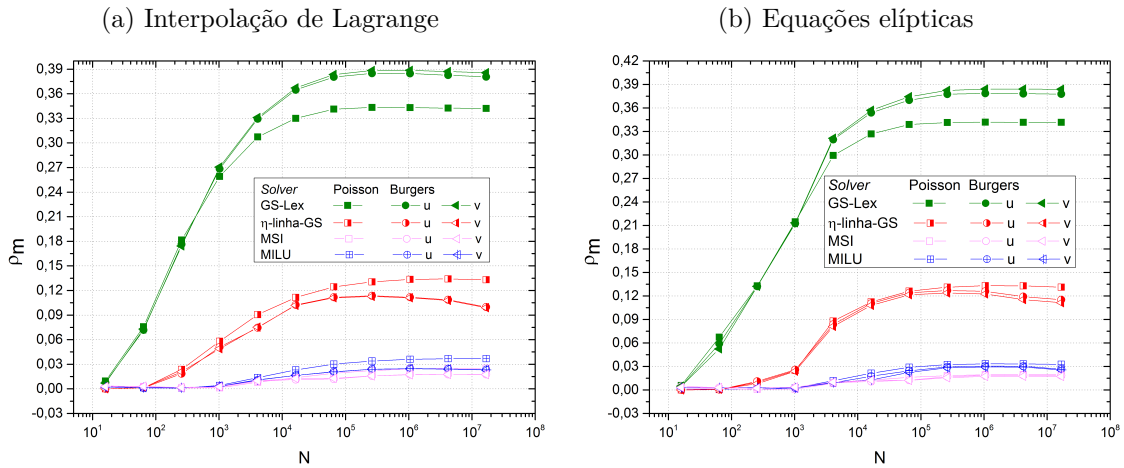 (a) Interpolação de Lagrange
(b) Equações elípticas
0,39
0,36
0,33
0,30
0,27
0,24
0,21
0,18
0,15
0,12
0,09
0,06
0,03
0,00
-0,03
ρm
10¹ 10² 10³ 10⁴ 10⁵ 10⁶ 10⁷ 10⁸
N
Solver Poisson Burgers
GS-Lex u v
η-linha-GS u v
MSI u v
MILU u v
0,42
0,39
0,36
0,33
0,30
0,27
0,24
0,21
0,18
0,15
0,12
0,09
0,06
0,03
0,00
-0,03
ρm
10¹ 10² 10³ 10⁴ 10⁵ 10⁶ 10⁷ 10⁸
N
Solver Poisson Burgers
GS-Lex u v
η-linha-GS u v
MSI u v
MILU u v